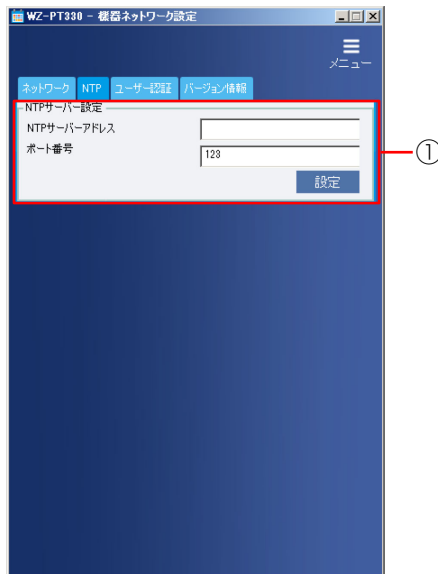 WZ-PT330 - 機器ネットワーク設定
メニュー
ネットワーク NTP ユーザー認証 バージョン情報
NTPサーバー設定
NTPサーバーアドレス
ポート番号 123
設定
①